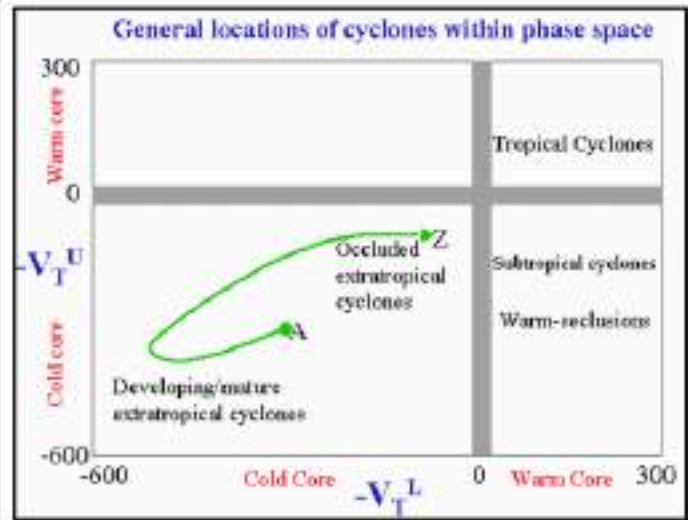 General locations of cyclones within phase space
300
Warm core
Tropical Cyclones
0
Z
Occluded
extratropical
cyclones
-V_T^U
Subtropical cyclones
Warm-seclusions
A
Cold core
Developing/mature
extratropical cyclones
-600
-600
Cold Core
-V_T^L
0
Warm Core
300